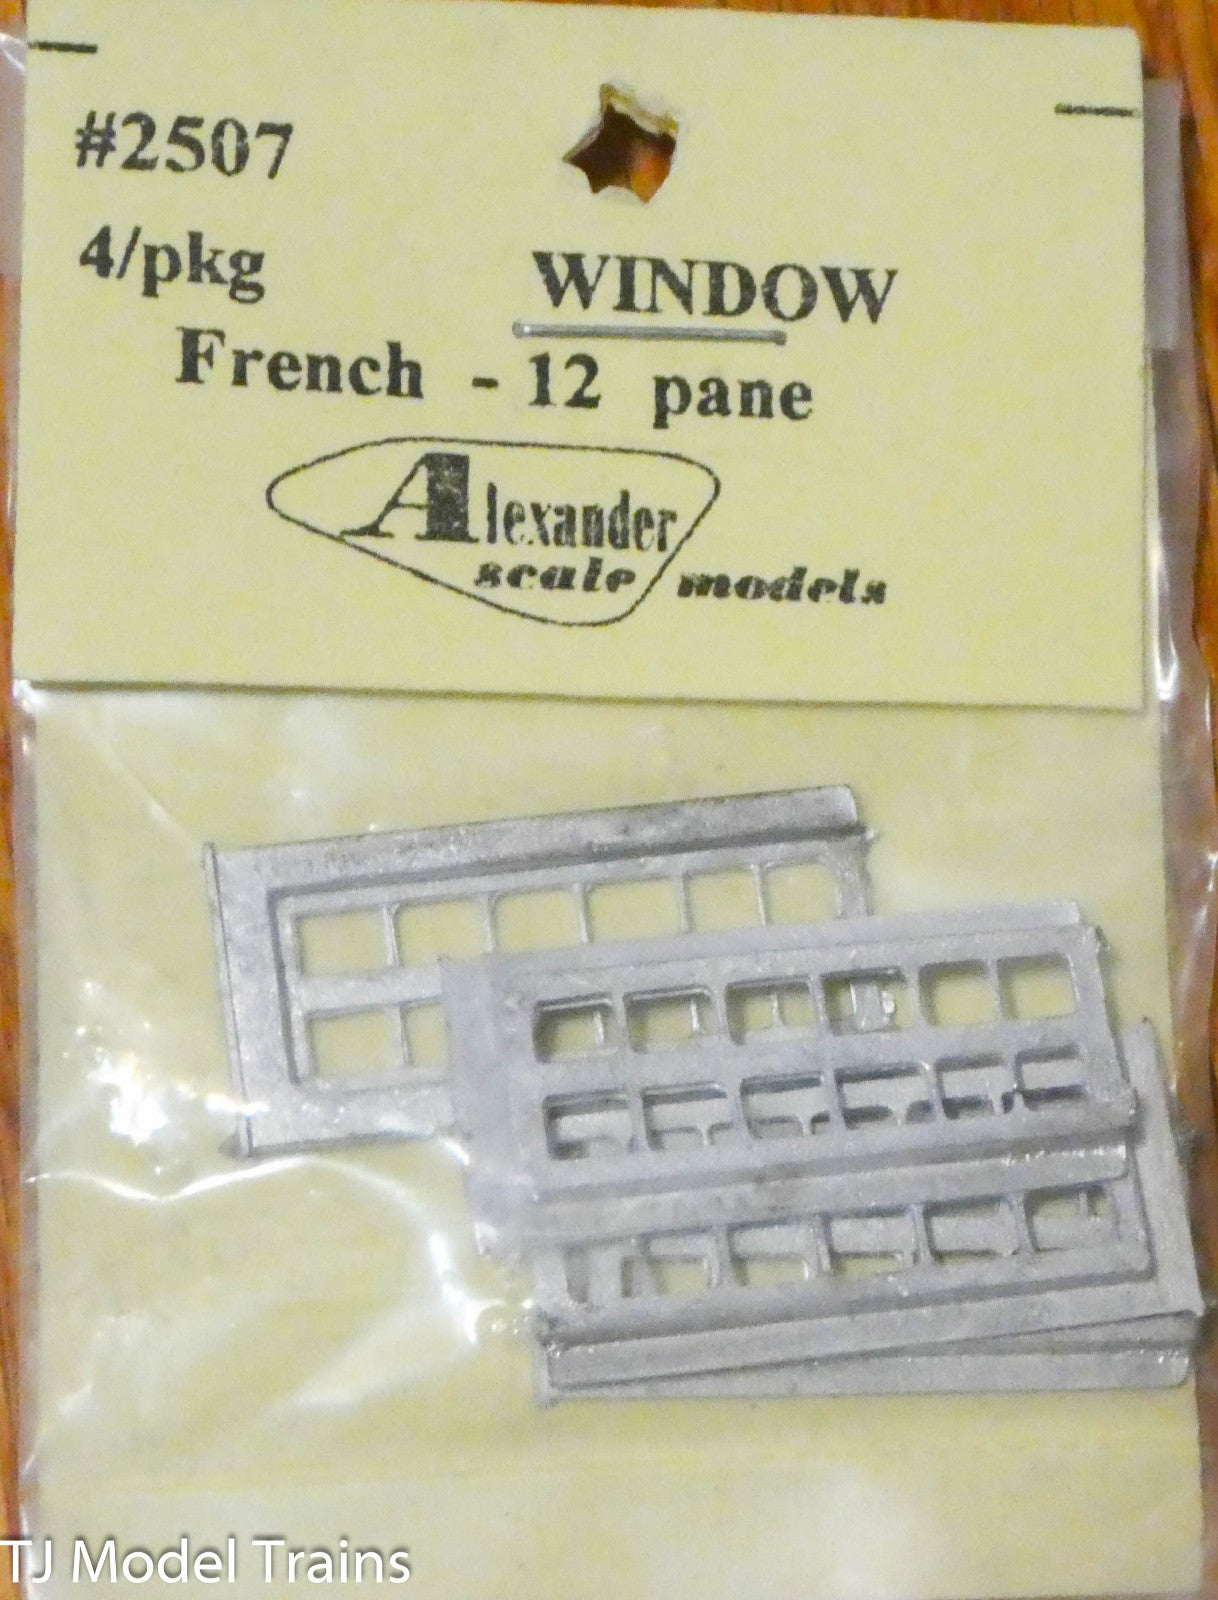 #2507
4/pkg WINDOW
French - 12 pane
Alexander
scale models
TJ Model Trains